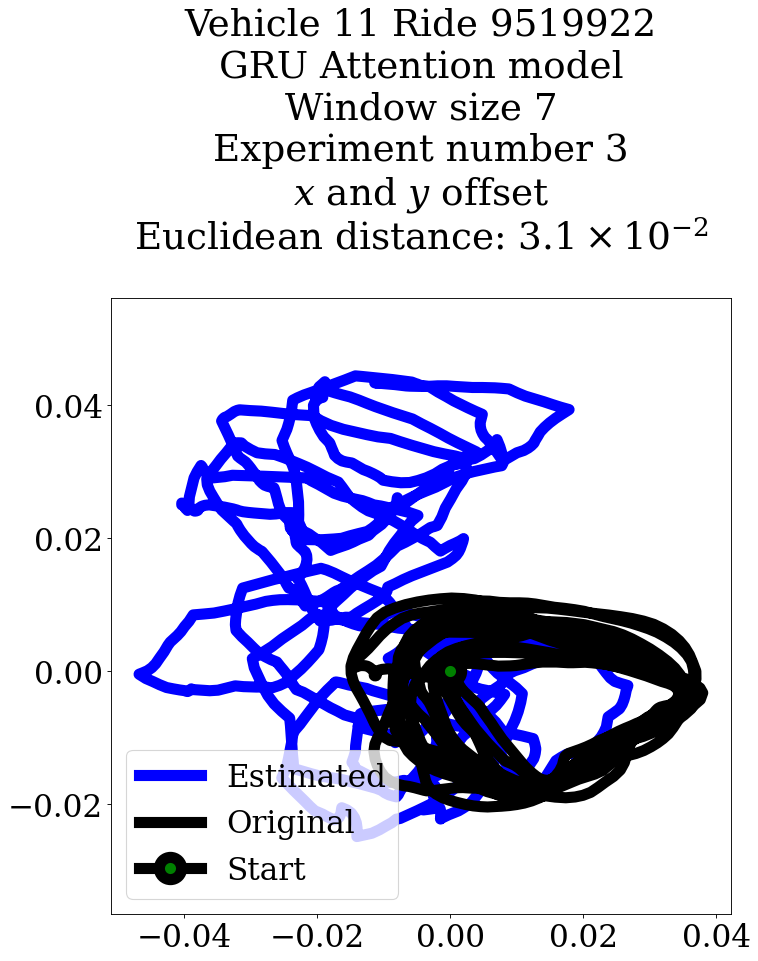 Vehicle 11 Ride 9519922
GRU Attention model
Window size 7
Experiment number 3
x and y offset
Euclidean distance: 3.1 × 10⁻²
0.04
0.02
0.00
−0.02
Estimated
Original
Start
−0.04 −0.02 0.00 0.02 0.04